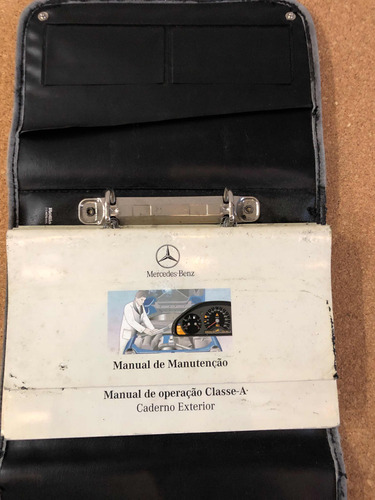 Mercedes-Benz
Manual de Manutenção
Manual de operação Classe-A
Caderno Exterior